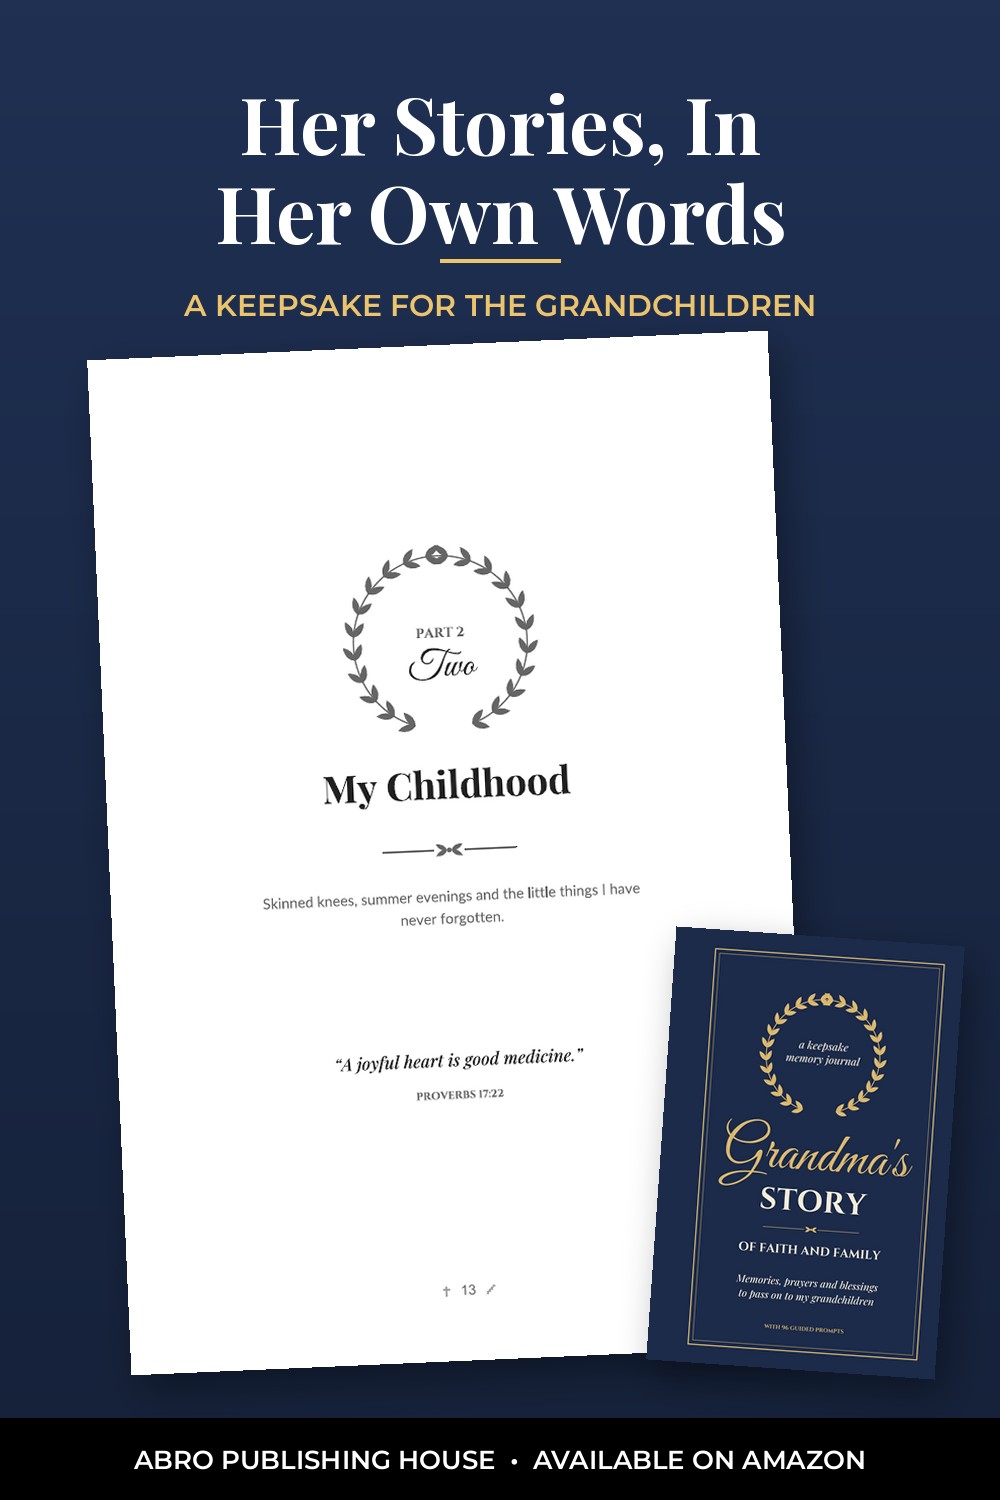 Her Stories, In
Her Own Words
A KEEPSAKE FOR THE GRANDCHILDREN
PART 2
Two
My Childhood
Skinned knees, summer evenings and the little things I have
never forgotten.
“A joyful heart is good medicine.”
PROVERBS 17:22
13
a keepsake
memory journal
Grandma's
STORY
OF FAITH AND FAMILY
Memories, prayers and blessings
to pass on to my grandchildren
WITH 96 GUIDED PROMPTS
ABRO PUBLISHING HOUSE • AVAILABLE ON AMAZON